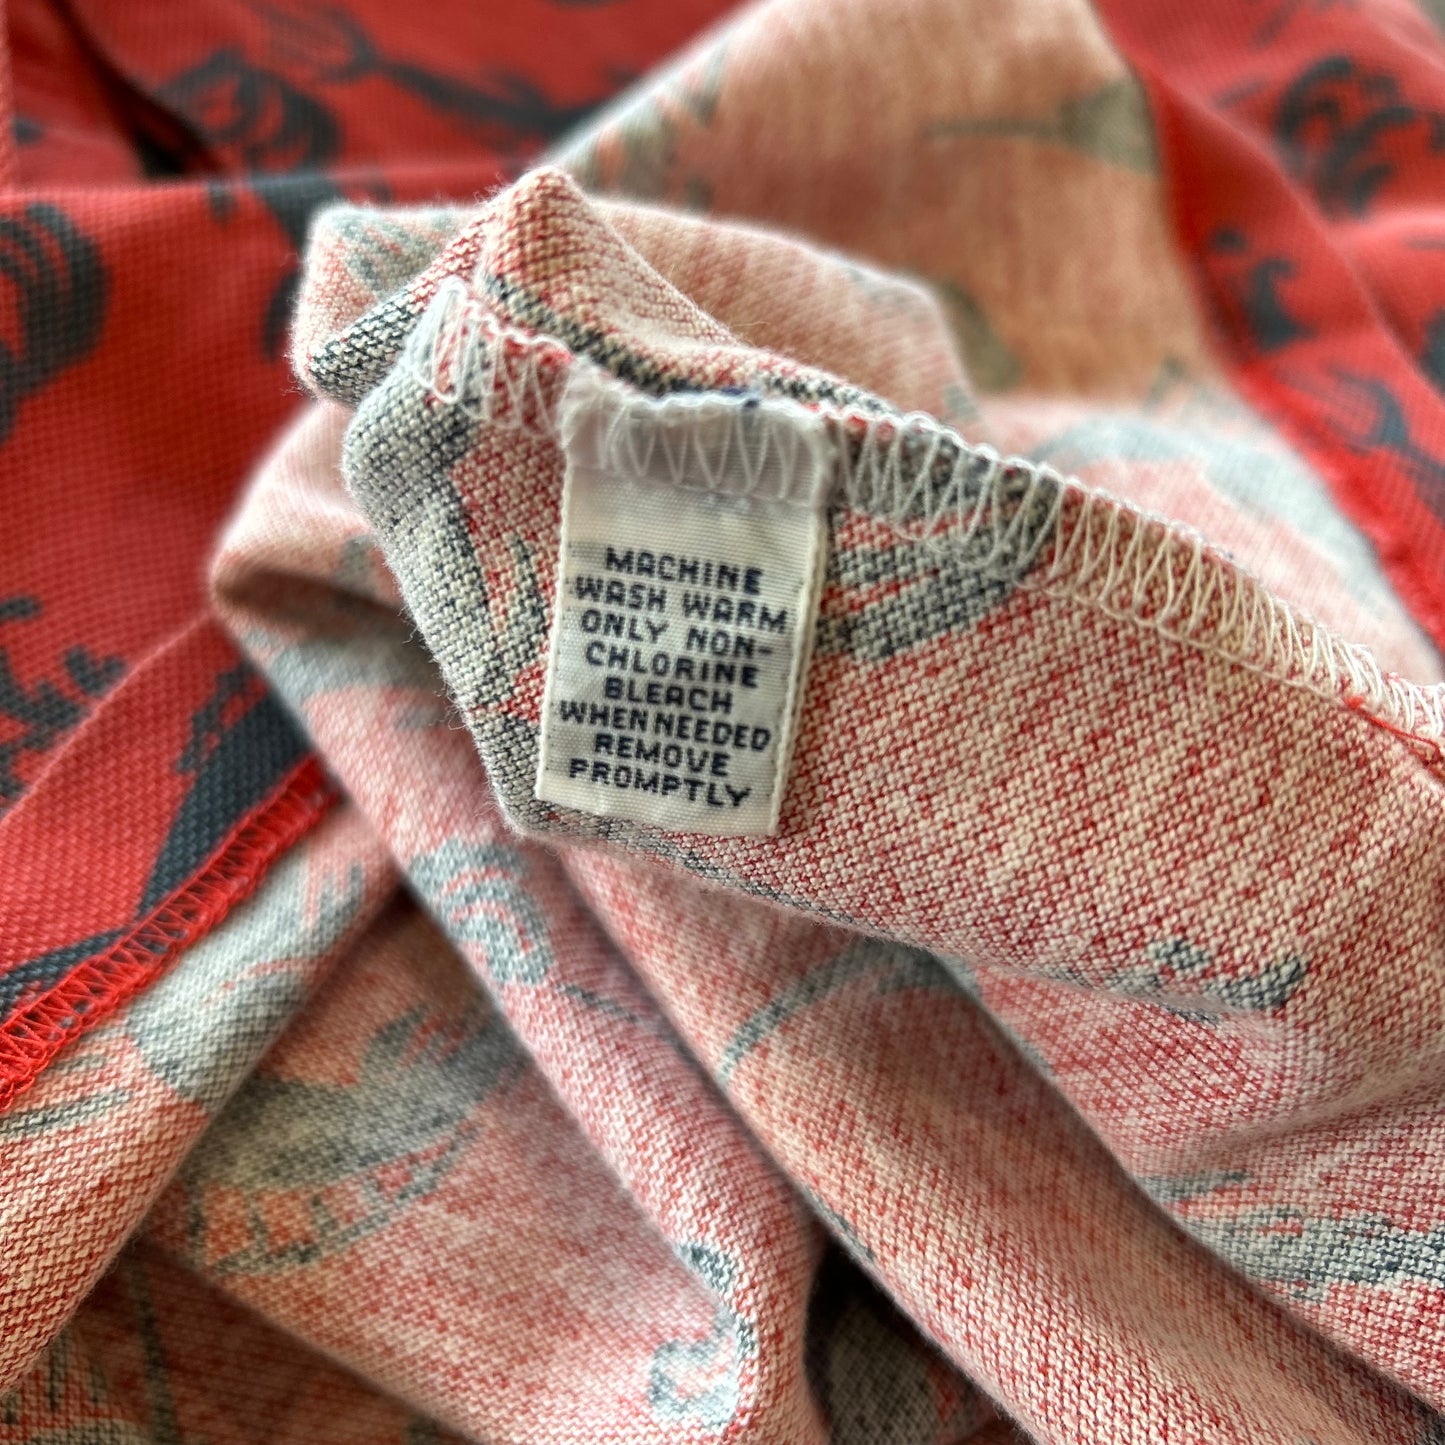 MACHINE
WASH WARM
ONLY NON-
CHLORINE
BLEACH
WHEN NEEDED
REMOVE
PROMPTLY